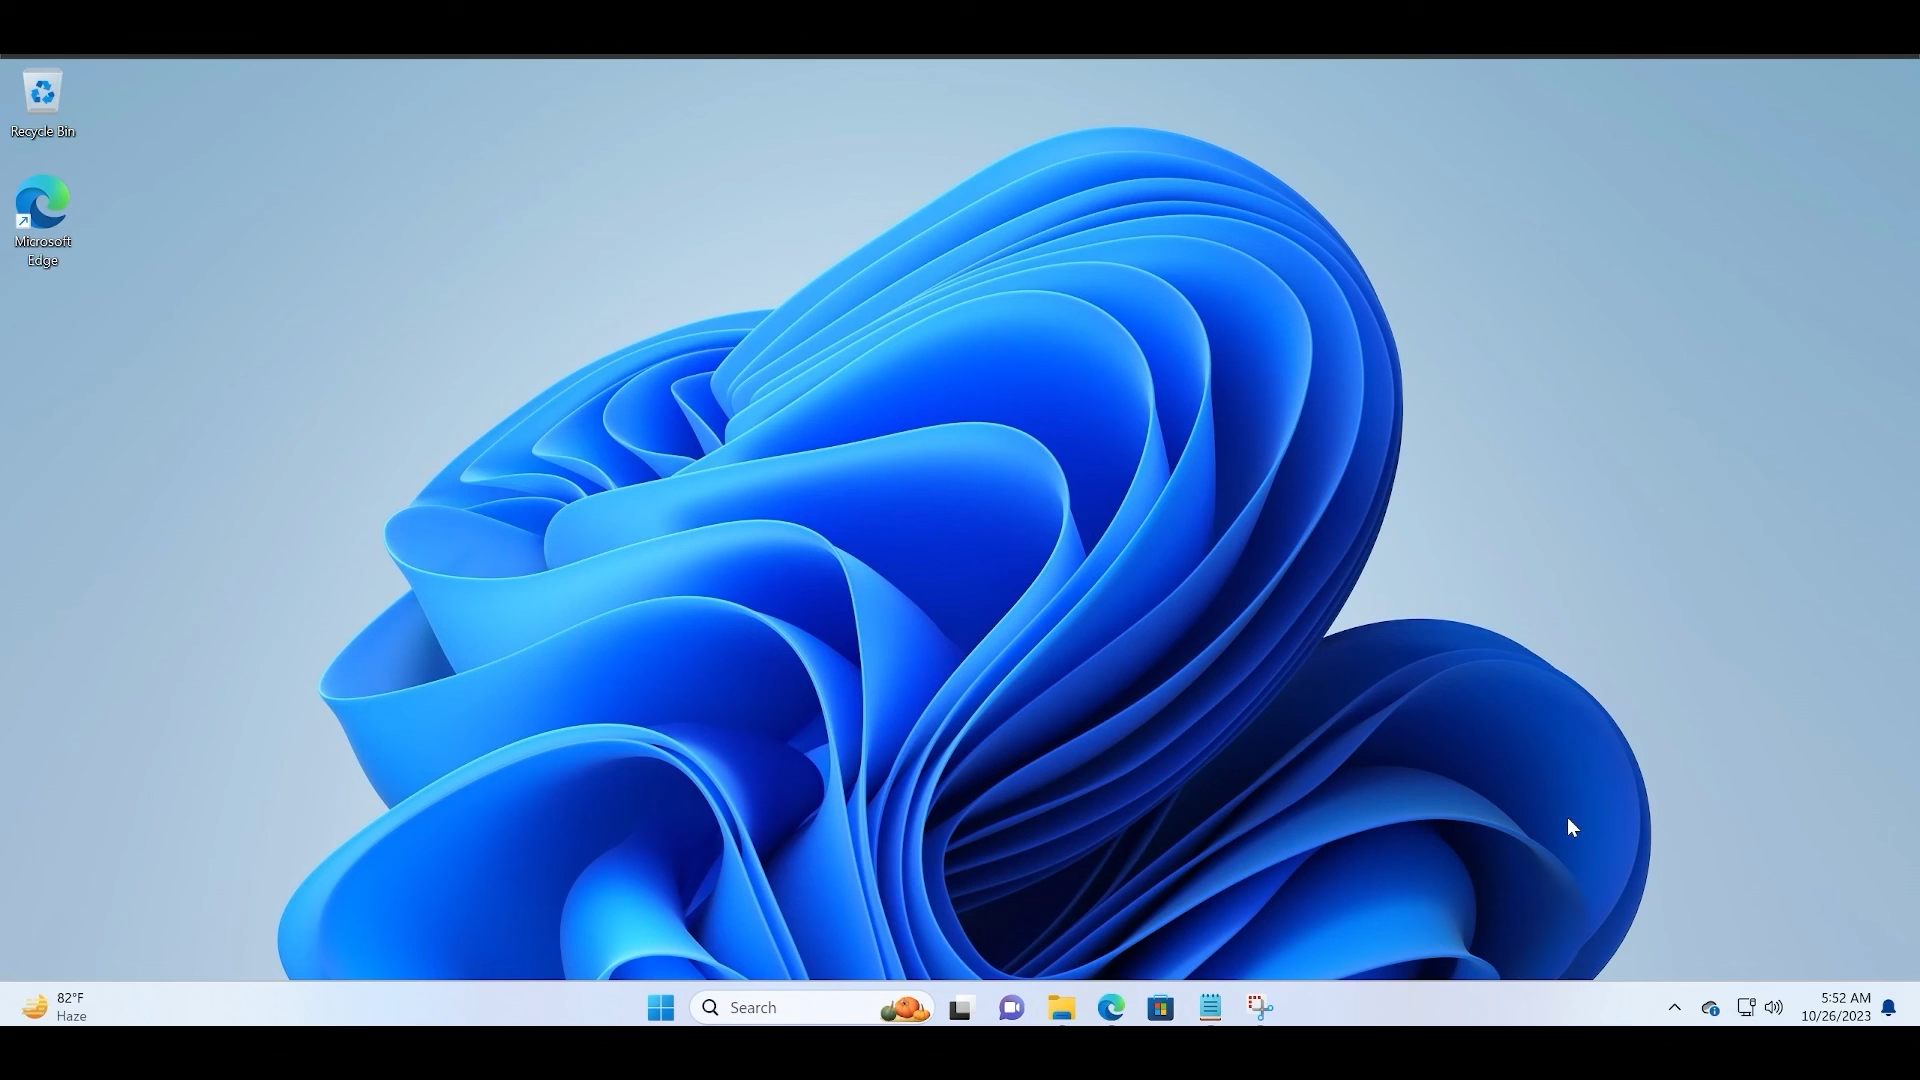 Recycle Bin
Microsoft
Edge
82°F
Haze
Search
5:52 AM
10/26/2023